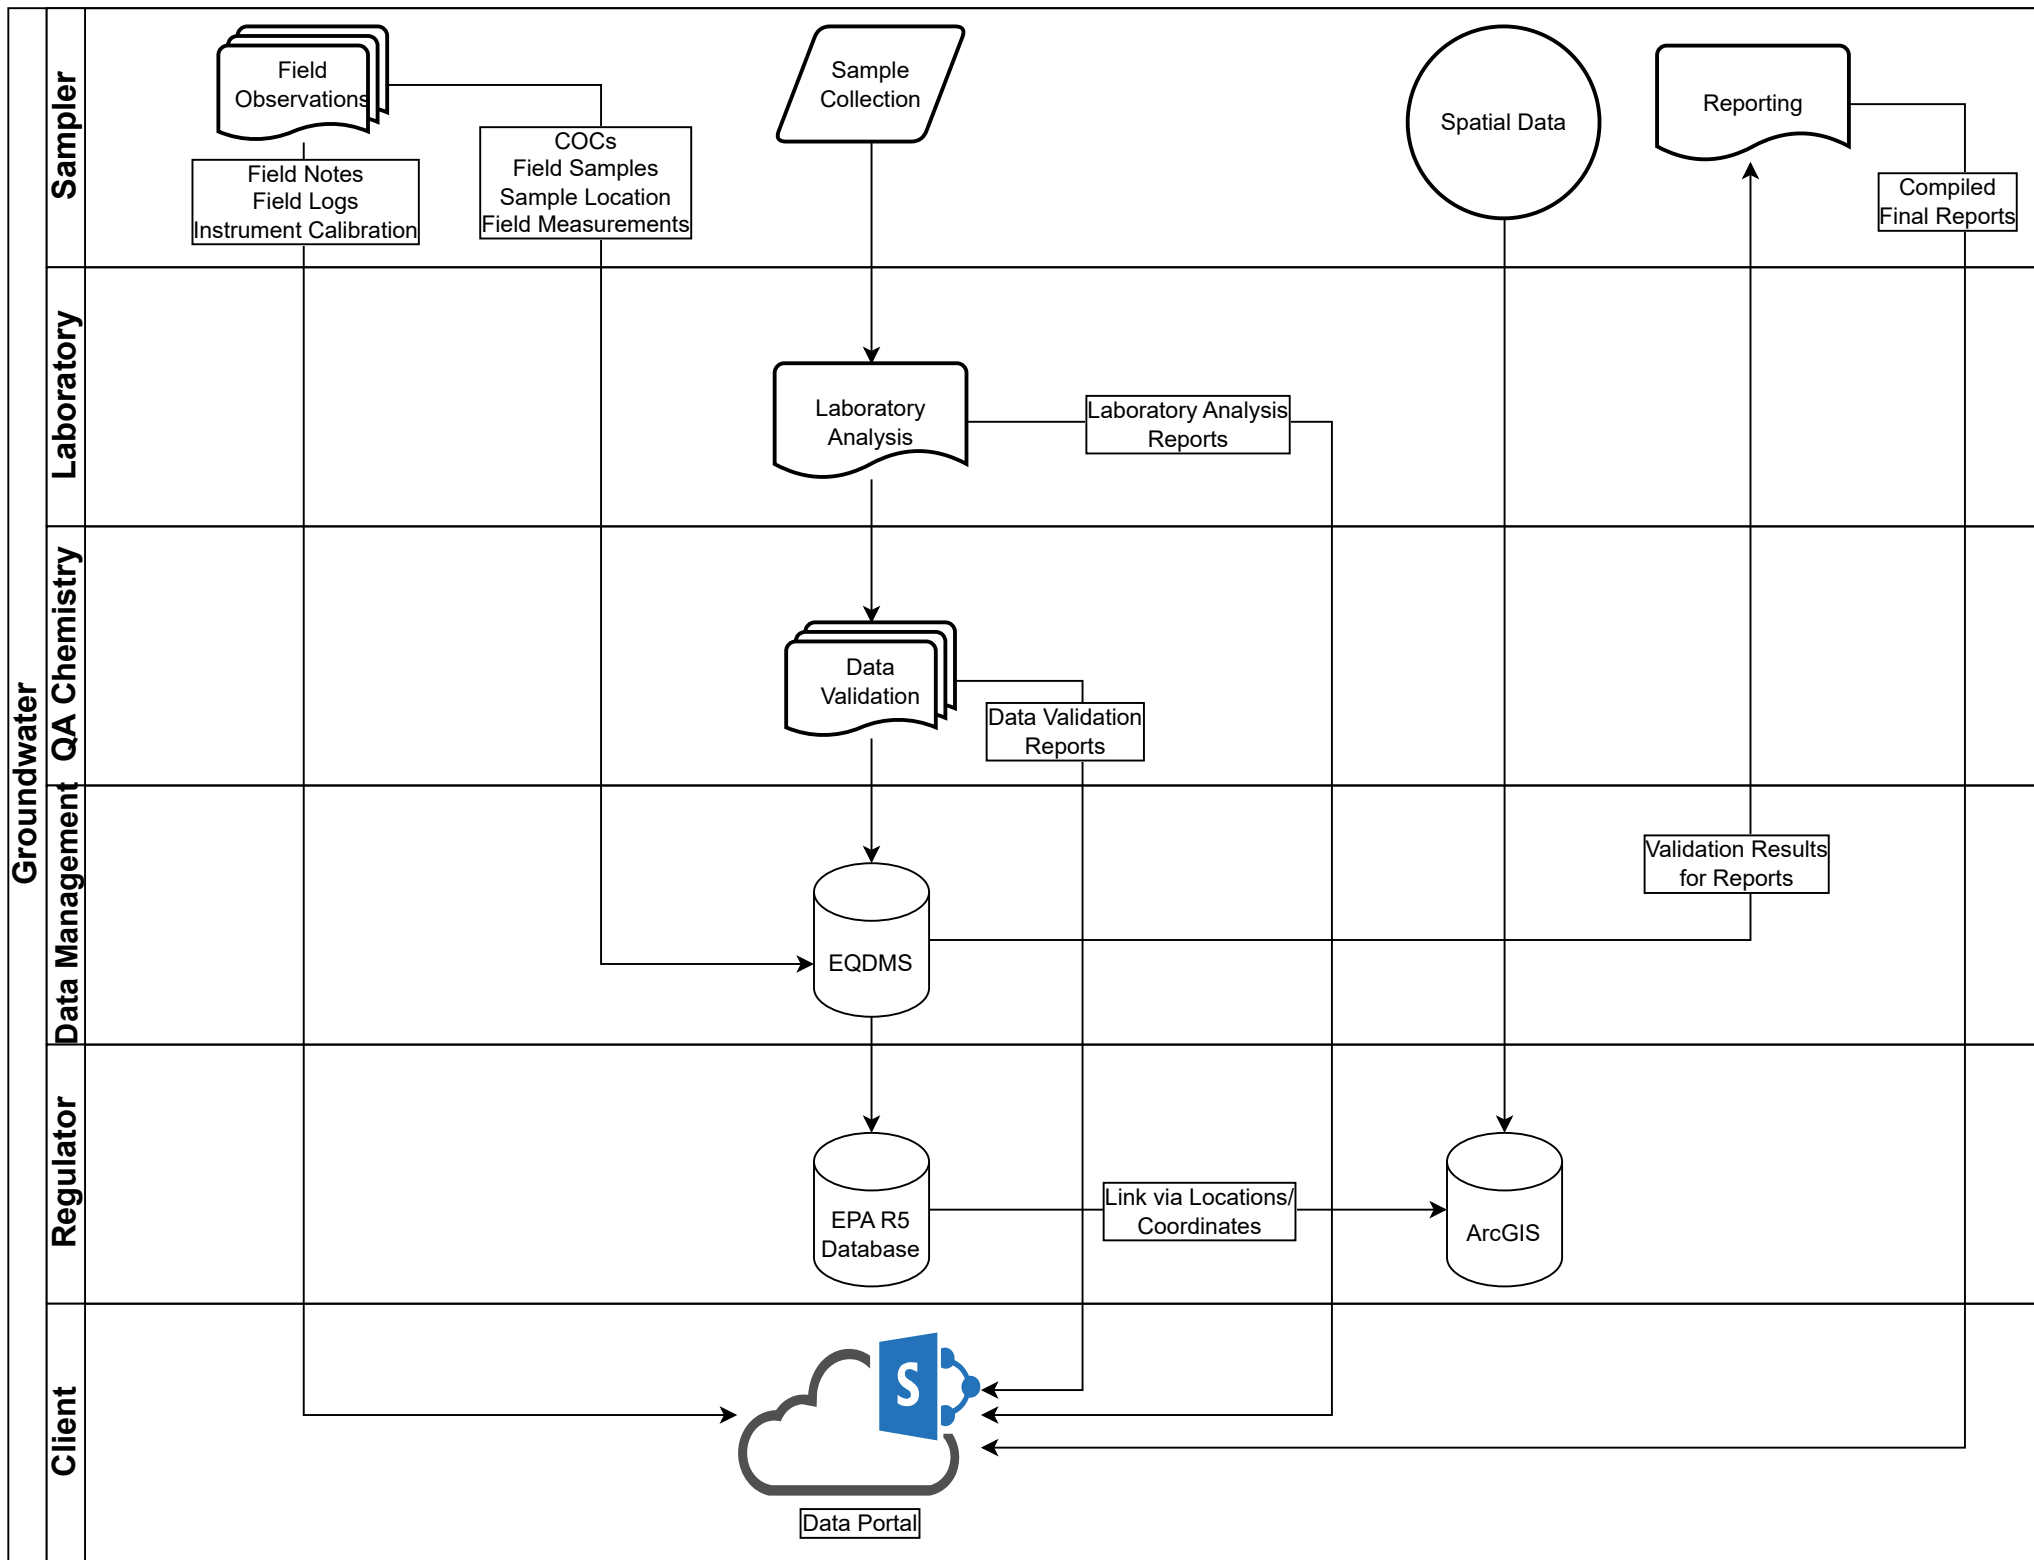 Groundwater
Sampler
Field
Observations
Field Notes
Field Logs
Instrument Calibration
COCs
Field Samples
Sample Location
Field Measurements
Sample
Collection
Spatial Data
Reporting
Compiled
Final Reports
Laboratory
Laboratory
Analysis
Laboratory Analysis
Reports
QA Chemistry
Data
Validation
Data Validation
Reports
Data Management
EQDMS
Validation Results
for Reports
Regulator
EPA R5
Database
Link via Locations/
Coordinates
ArcGIS
Client
S
Data Portal